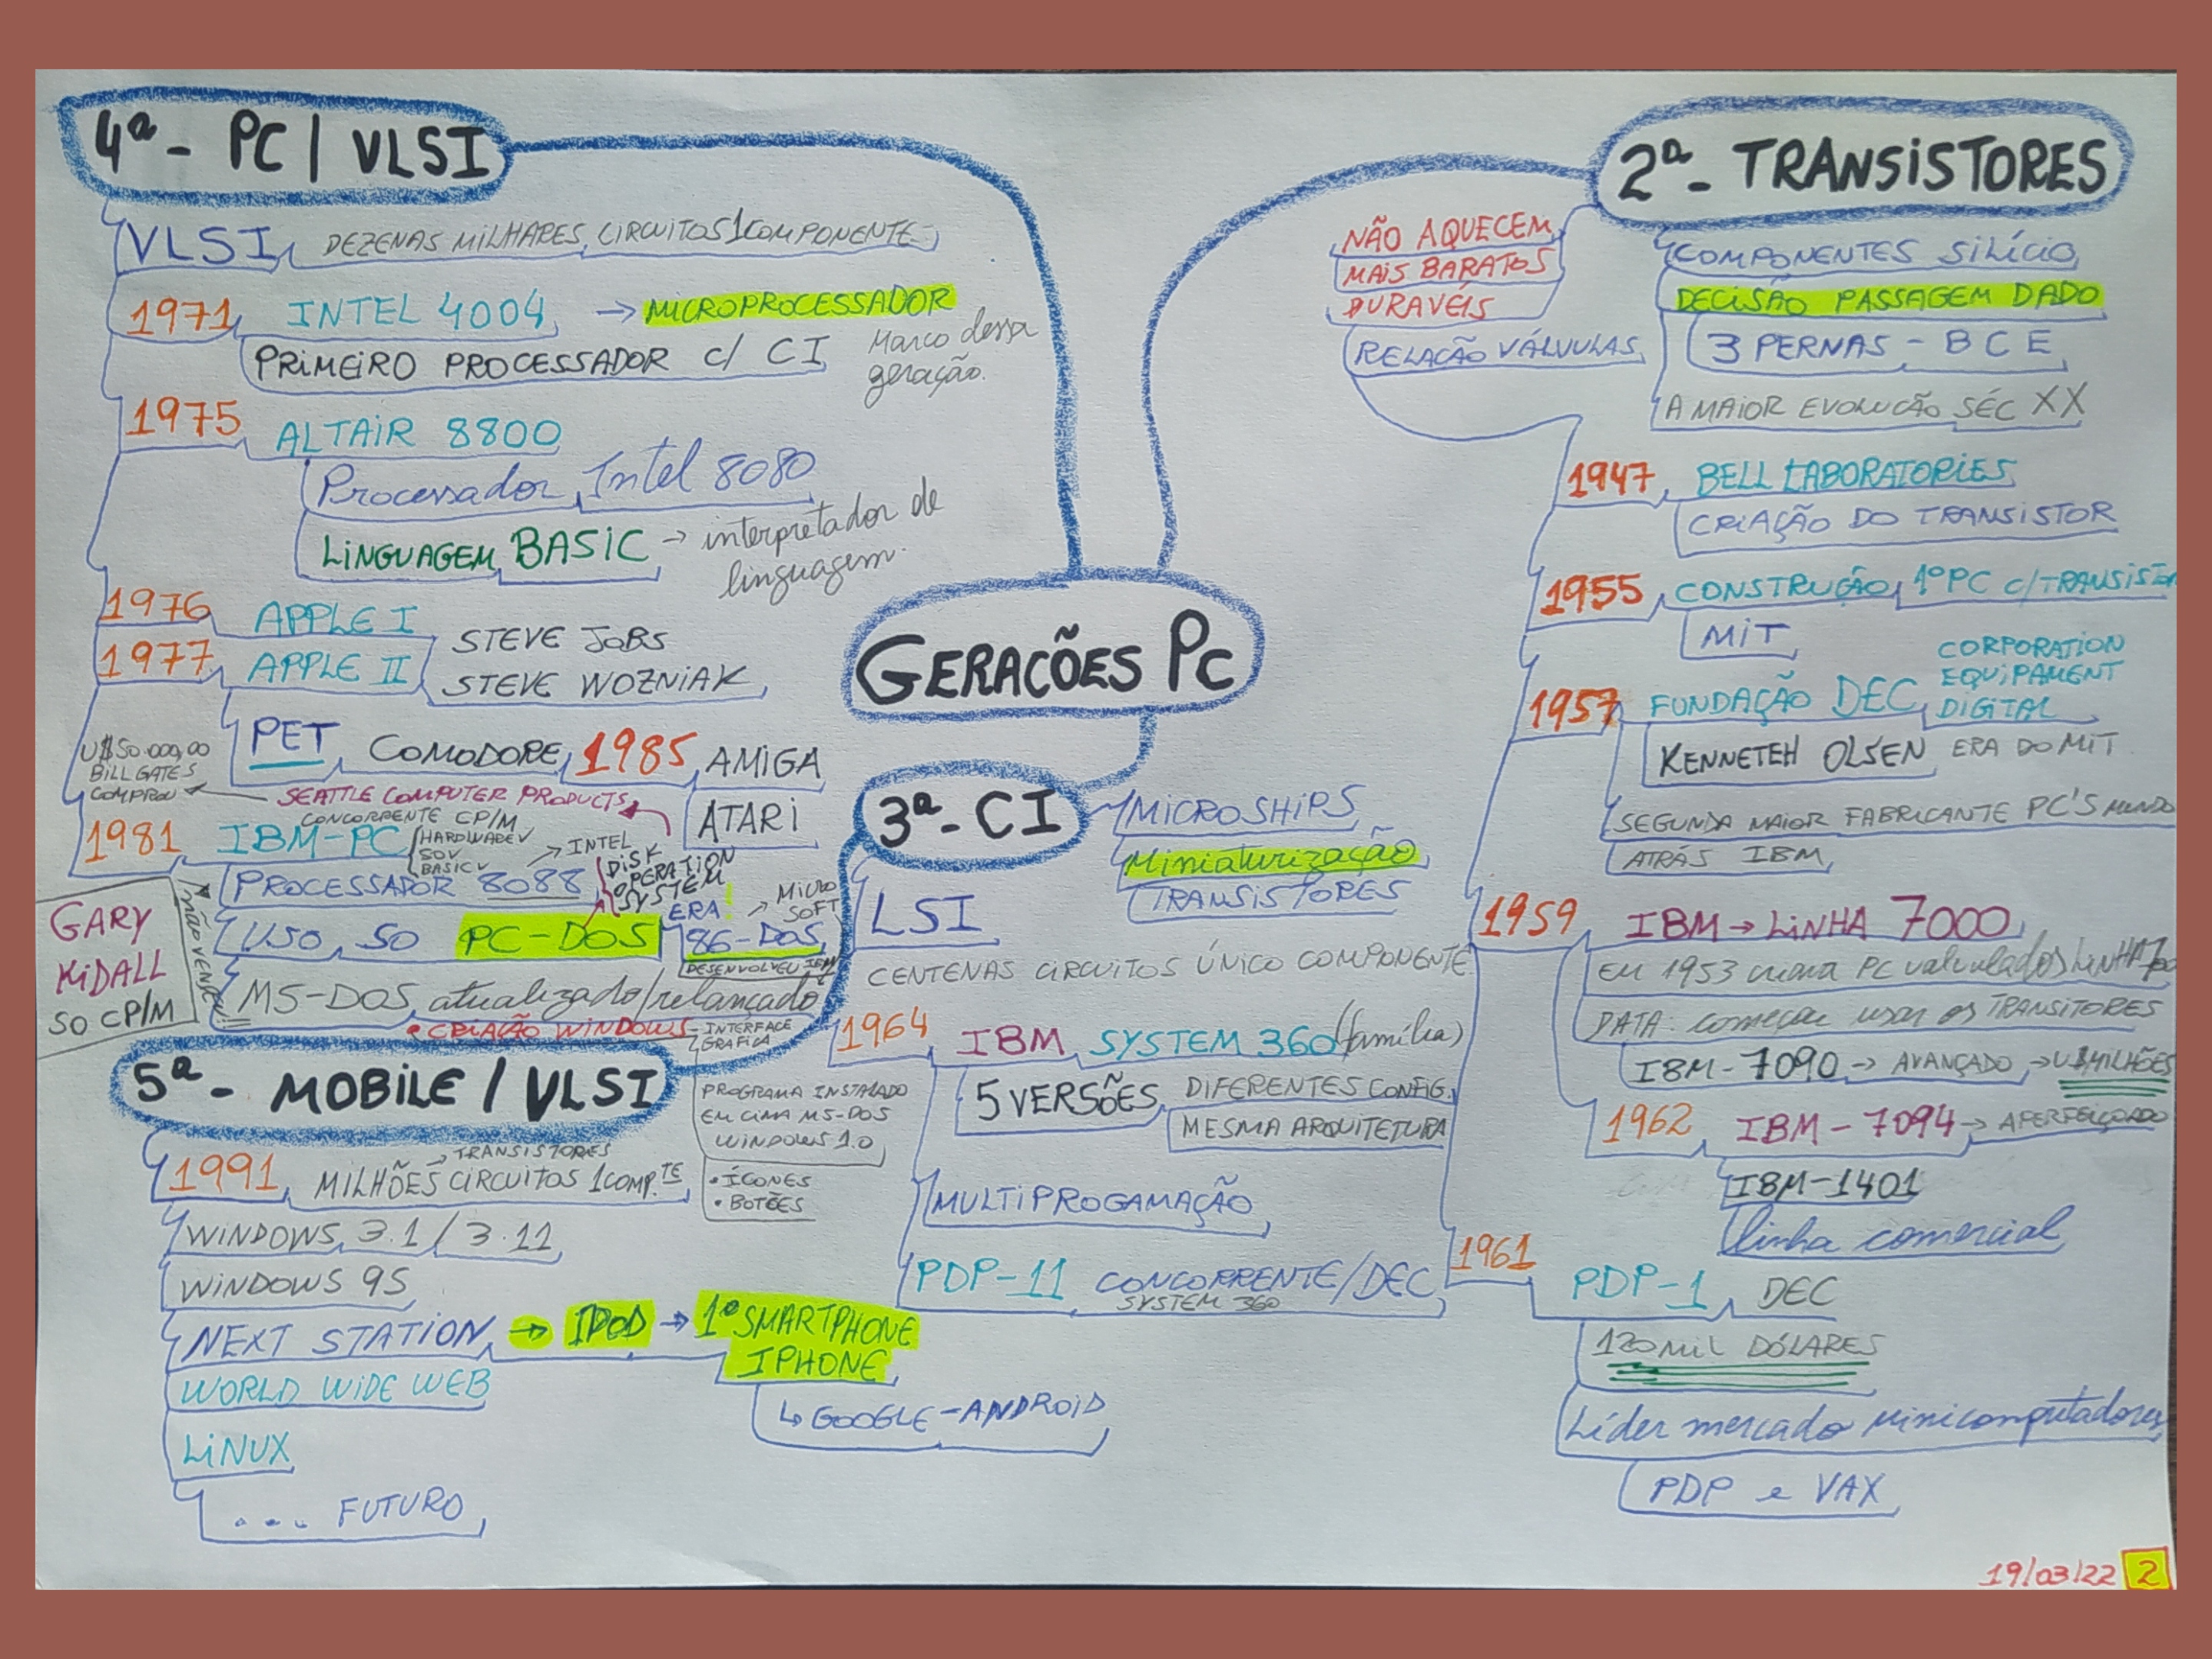 GERACÕES PC
2ª - TRANSISTORES
COMPONENTES SILÍCIO
DECISÃO PASSAGEM DADO
3 PERNAS - B C E
A MAIOR EVOLUCÃO SÉC XX
NÃO AQUECEM
MAIS BARATOS
DURAVÉIS
RELAÇÃO VÁLVULAS
1947 BELL LABORATORIES
CRIAÇÃO DO TRANSISTOR
1955 CONSTRUÇÃO 1º PC C/TRANSISTO
MIT
1957 FUNDAÇÃO DEC
CORPORATION
EQUIPAMENT
DIGITAL
KENNETEH OLSEN ERA DO MIT
SEGUNDA MAIOR FABRICANTE PC'S MUNDO
ATRÁS IBM
1959 IBM → LINHA 7000
EM 1953 PC valvulados LINHA
DATA: começar usar os TRANSITORES
IBM-7090 → AVANÇADO → U$MILHÕES
1962 IBM - 7094 → APERFEIÇOADO
IBM-1401
linha comercial
1961 PDP-1 DEC
120 MIL DÓLARES
Líder mercado minicomputadores
PDP e VAX
3ª - CI
MICROSHIPS
Miniaturização
TRANSISTORES
LSI
CENTENAS CIRCUITOS ÚNICO COMPONENTE
1964 IBM SYSTEM 360 (família)
5 VERSÕES DIFERENTES CONFIG.
MESMA ARQUITETURA
MULTIPROGAMAÇÃO
PDP-11 CONCORRENTE/DEC
SYSTEM 360
4ª - PC / VLSI
VLSI DEZENAS MILHARES CIRCUITOS 1 COMPONENTE
1971 INTEL 4004 → MICROPROCESSADOR
PRIMEIRO PROCESSADOR C/ CI
Marco dessa
geração.
1975 ALTAIR 8800
Processador Intel 8080
LINGUAGEM BASIC → interpretador de
linguagem.
1976 APPLE I
1977 APPLE II
STEVE JOBS
STEVE WOZNIAK
PET COMODORE 1985 AMIGA
ATARI
U$50.000,00
BILL GATES
COMPROU
SEATTLE COMPUTER PRODUCTS
CONCORRENTE CP/M
1981 IBM-PC
HARDWARE ✓
SO ✓
BASIC ✓
PROCESSADOR 8088 → INTEL
DISK
OPERATION
SYSTEM
USO SO PC-DOS
ERA !
86-DOS → MICRO
SOFT
DESENVOLVEU IBM
MS-DOS atualizado/relançado
• CRIAÇÃO WINDOWS - INTERFACE
GRAFICA
PROGRAMA INSTALADO
EM CIMA MS-DOS
WINDOWS 1.0
• ÍCONES
• BOTÕES
GARY
KIDALL
SO CP/M
não vendeu!!
5ª - MOBILE / VLSI
1991 MILHÕES CIRCUITOS 1COMP.TE
→ TRANSISTORES
WINDOWS 3.1 / 3.11
WINDOWS 95
NEXT STATION → IPOD → 1º SMARTPHONE
IPHONE
↳ GOOGLE - ANDROID
WORLD WIDE WEB
LINUX
... FUTURO
19/03/22 2